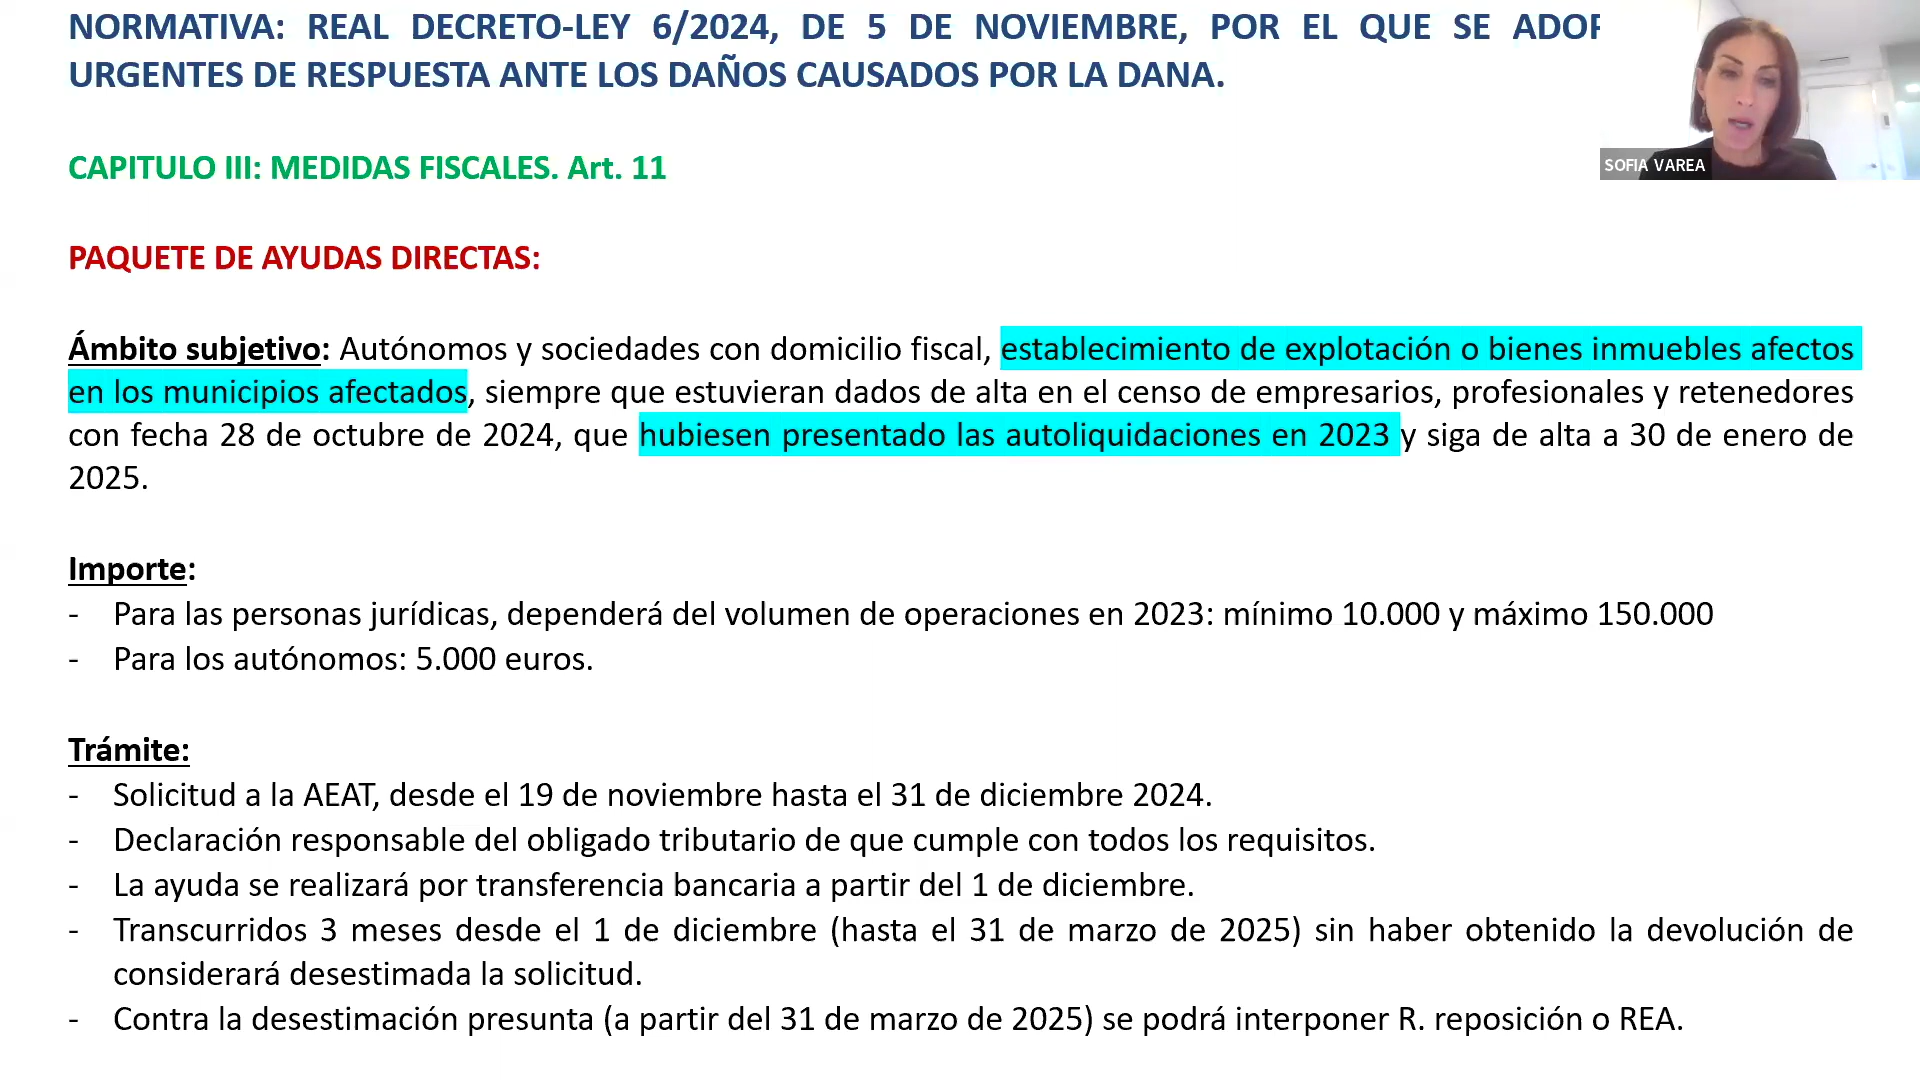 NORMATIVA: REAL DECRETO-LEY 6/2024, DE 5 DE NOVIEMBRE, POR EL QUE SE
URGENTES DE RESPUESTA ANTE LOS DAÑOS CAUSADOS POR LA DANA.
SOFIA VAREA
CAPITULO III: MEDIDAS FISCALES. Art. 11
PAQUETE DE AYUDAS DIRECTAS:
Ámbito subjetivo: Autónomos y sociedades con domicilio fiscal, establecimiento de explotación o bienes inmuebles afectos
en los municipios afectados, siempre que estuvieran dados de alta en el censo de empresarios, profesionales y retenedores
con fecha 28 de octubre de 2024, que hubiesen presentado las autoliquidaciones en 2023 y siga de alta a 30 de enero de
2025.
Importe:
- Para las personas jurídicas, dependerá del volumen de operaciones en 2023: mínimo 10.000 y máximo 150.000
- Para los autónomos: 5.000 euros.
Trámite:
- Solicitud a la AEAT, desde el 19 de noviembre hasta el 31 de diciembre 2024.
- Declaración responsable del obligado tributario de que cumple con todos los requisitos.
- La ayuda se realizará por transferencia bancaria a partir del 1 de diciembre.
- Transcurridos 3 meses desde el 1 de diciembre (hasta el 31 de marzo de 2025) sin haber obtenido la devolución de
considerará desestimada la solicitud.
- Contra la desestimación presunta (a partir del 31 de marzo de 2025) se podrá interponer R. reposición o REA.